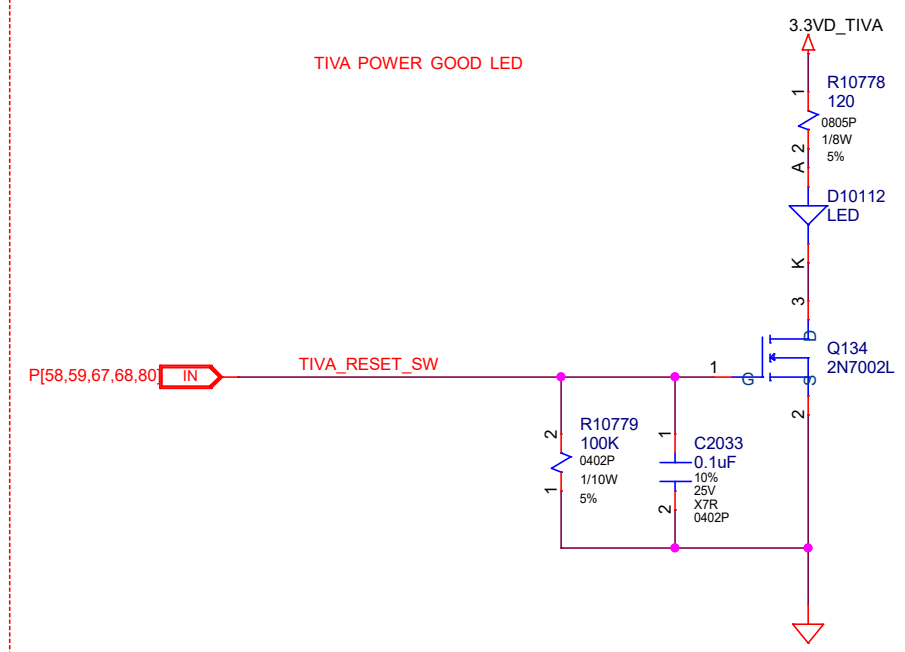 3.3VD_TIVA
TIVA POWER GOOD LED
1
R10778
120
0805P
1/8W
5%
2
A
D10112
LED
K
3
D
Q134
2N7002L
P[58,59,67,68,80]
IN
TIVA_RESET_SW
1
G
S
2
2
R10779
100K
0402P
1/10W
5%
1
1
C2033
0.1uF
10%
25V
X7R
0402P
2